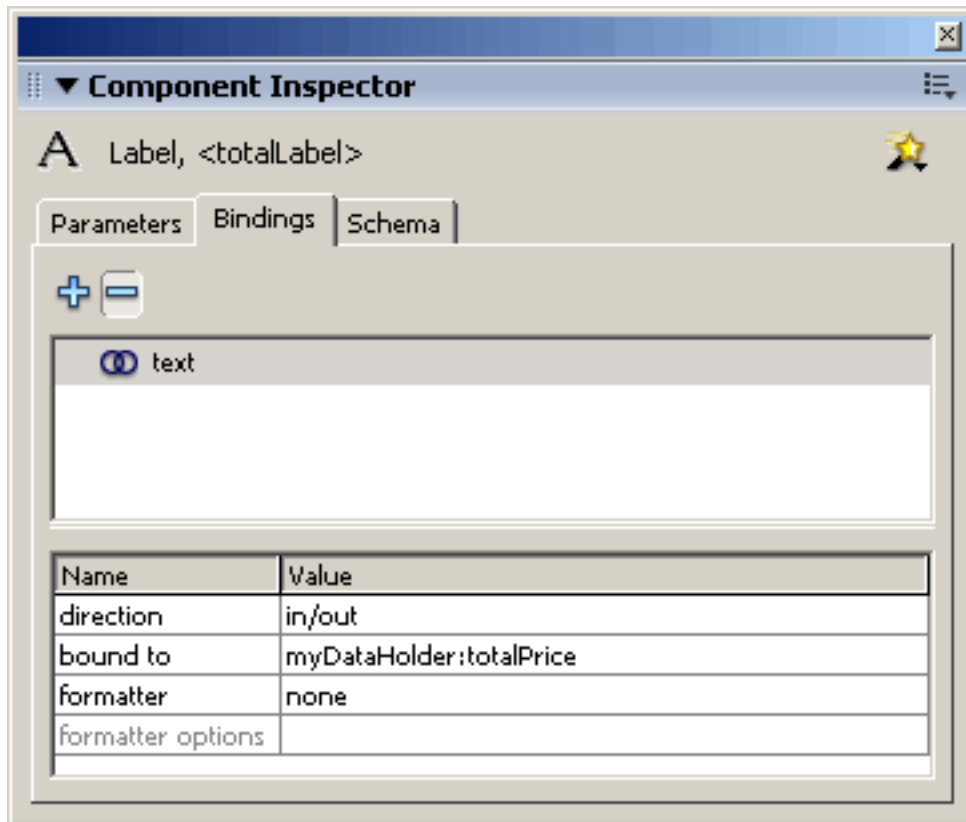 Component Inspector
A Label, <totalLabel>
Parameters Bindings Schema
text
Name Value
direction in/out
bound to myDataHolder:totalPrice
formatter none
formatter options